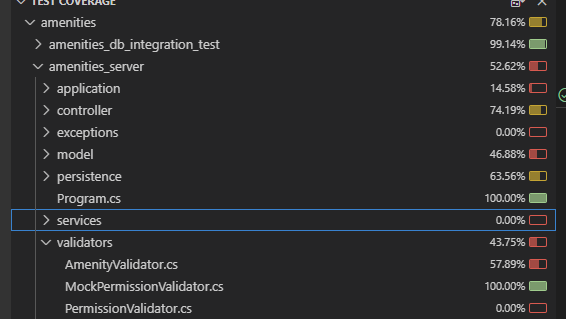 TEST COVERAGE
amenities 78.16%
amenities_db_integration_test 99.14%
amenities_server 52.62%
application 14.58%
controller 74.19%
exceptions 0.00%
model 46.88%
persistence 63.56%
Program.cs 100.00%
services 0.00%
validators 43.75%
AmenityValidator.cs 57.89%
MockPermissionValidator.cs 100.00%
PermissionValidator.cs 0.00%